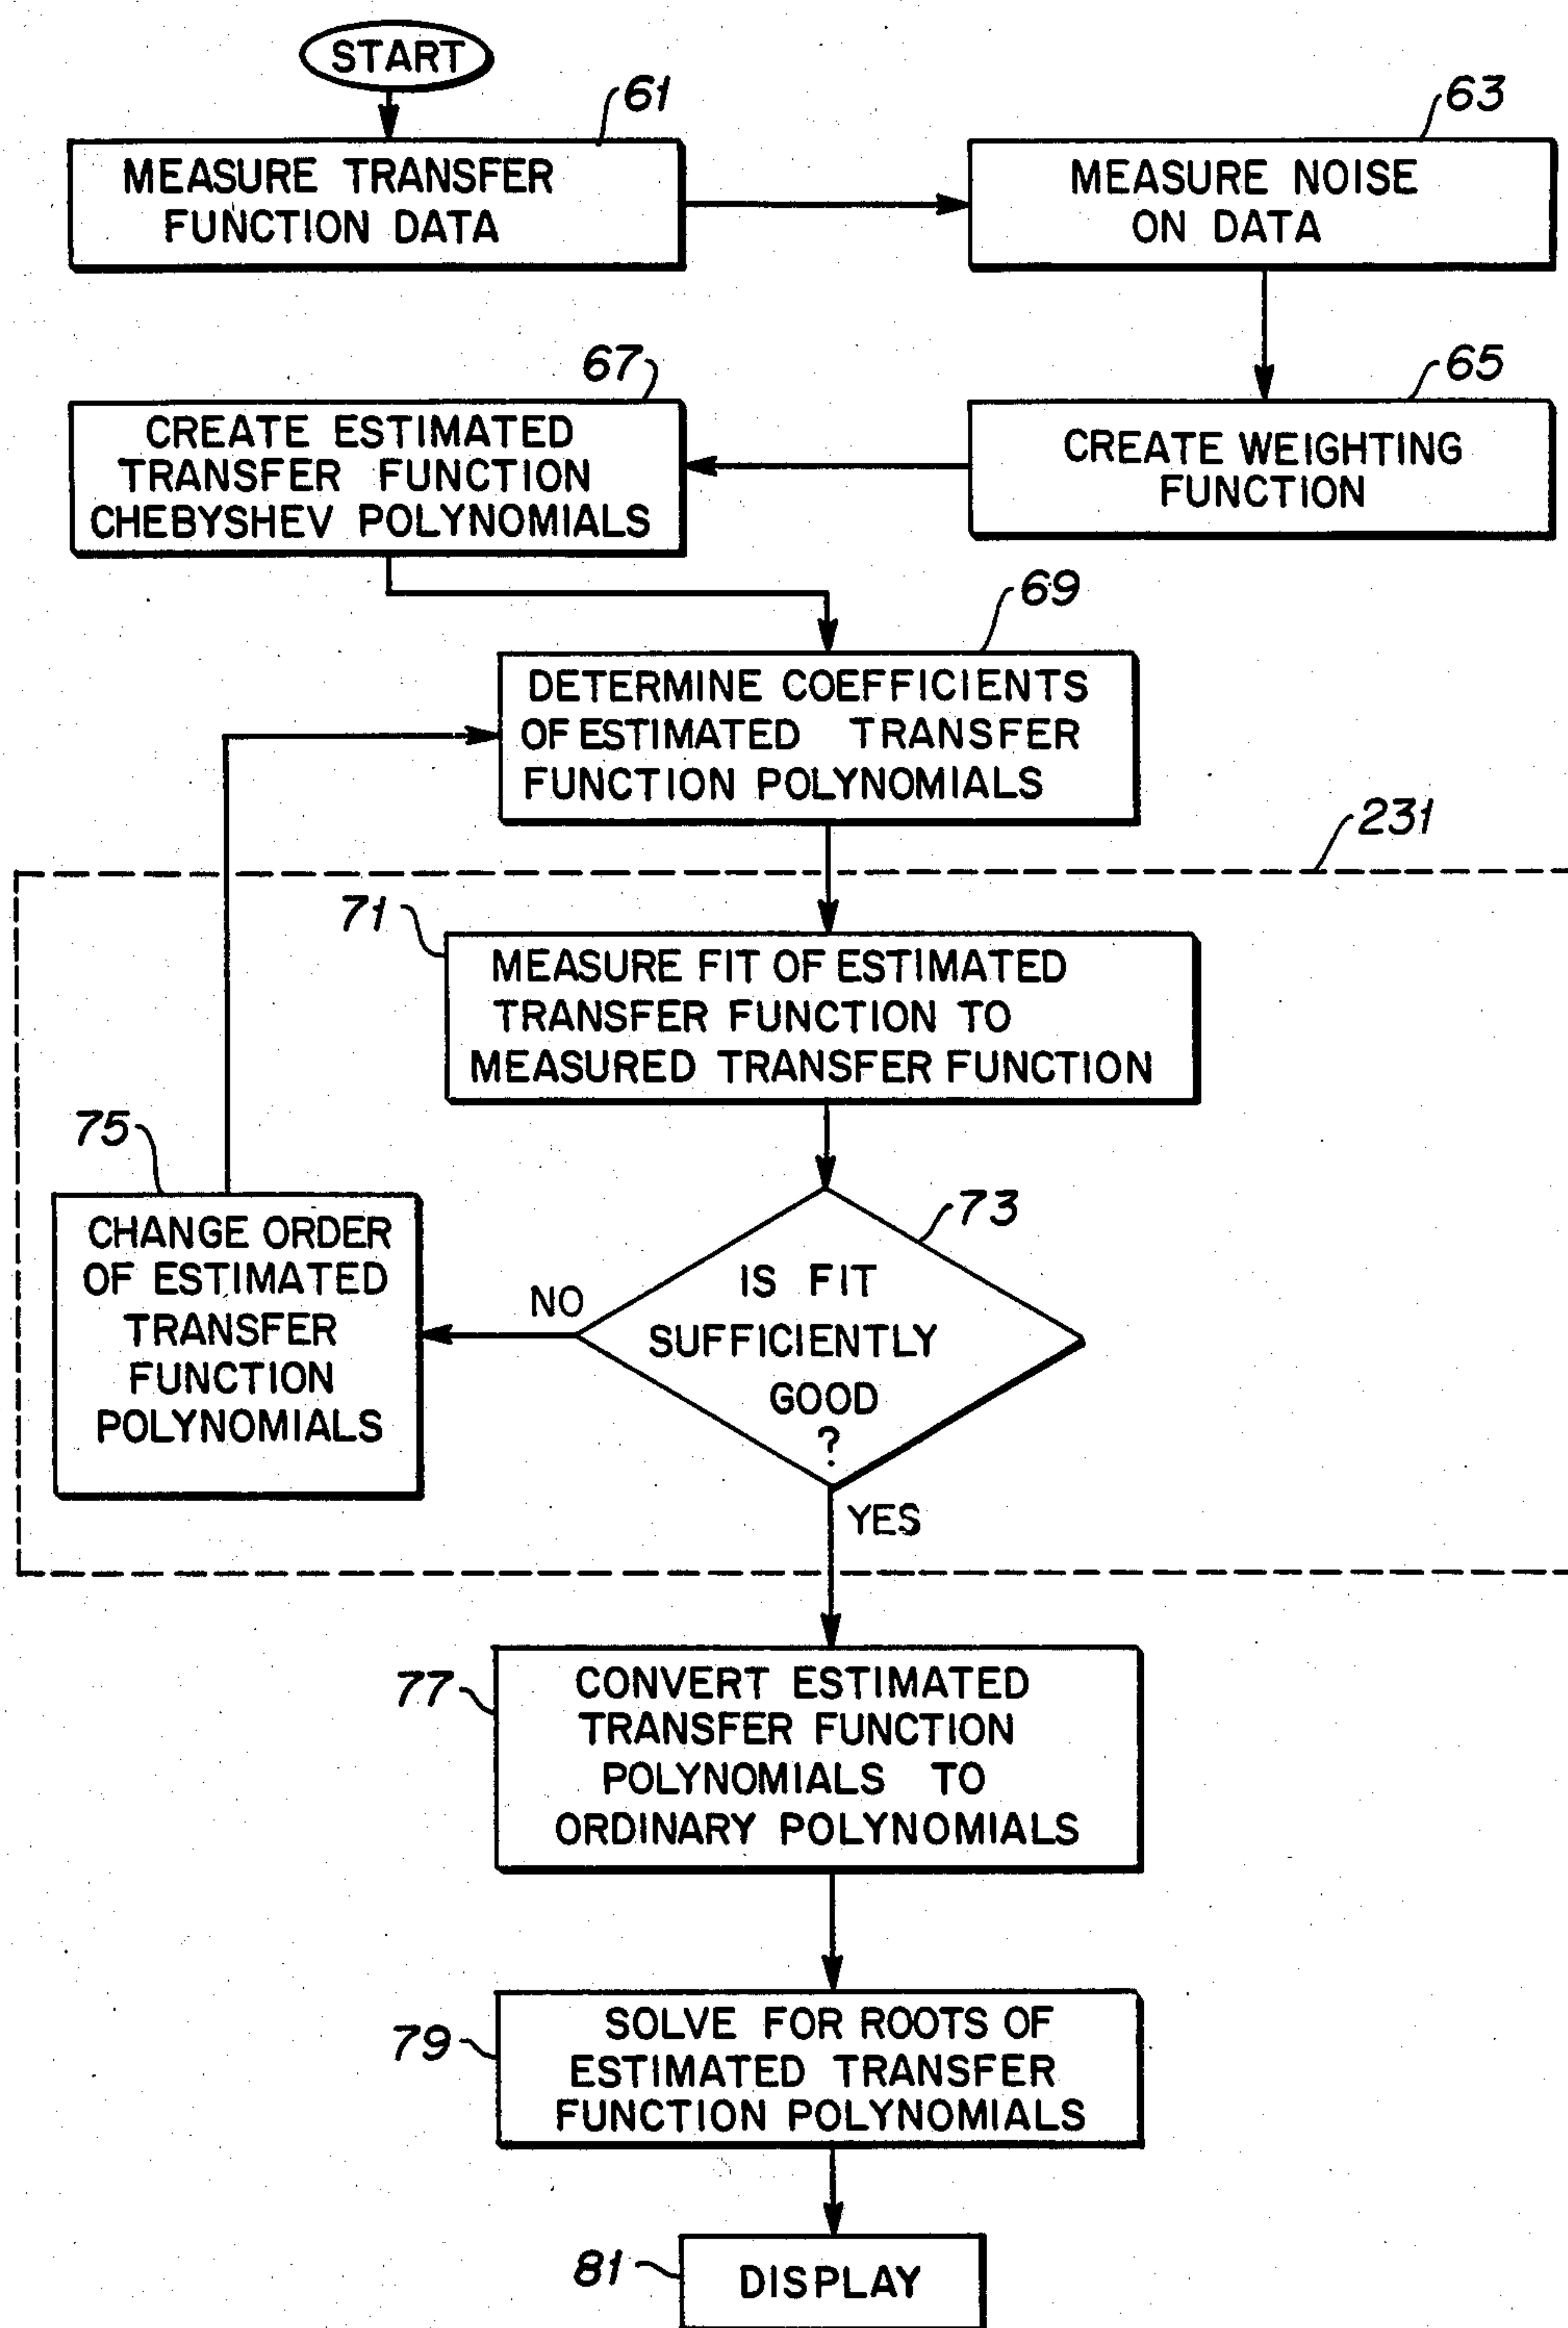 START
61
MEASURE TRANSFER
FUNCTION DATA
63
MEASURE NOISE
ON DATA
67
CREATE ESTIMATED
TRANSFER FUNCTION
CHEBYSHEV POLYNOMIALS
65
CREATE WEIGHTING
FUNCTION
69
DETERMINE COEFFICIENTS
OF ESTIMATED TRANSFER
FUNCTION POLYNOMIALS
231
71
MEASURE FIT OF ESTIMATED
TRANSFER FUNCTION TO
MEASURED TRANSFER FUNCTION
75
CHANGE ORDER
OF ESTIMATED
TRANSFER
FUNCTION
POLYNOMIALS
NO
73
IS FIT
SUFFICIENTLY
GOOD
?
YES
77
CONVERT ESTIMATED
TRANSFER FUNCTION
POLYNOMIALS TO
ORDINARY POLYNOMIALS
79
SOLVE FOR ROOTS OF
ESTIMATED TRANSFER
FUNCTION POLYNOMIALS
81
DISPLAY